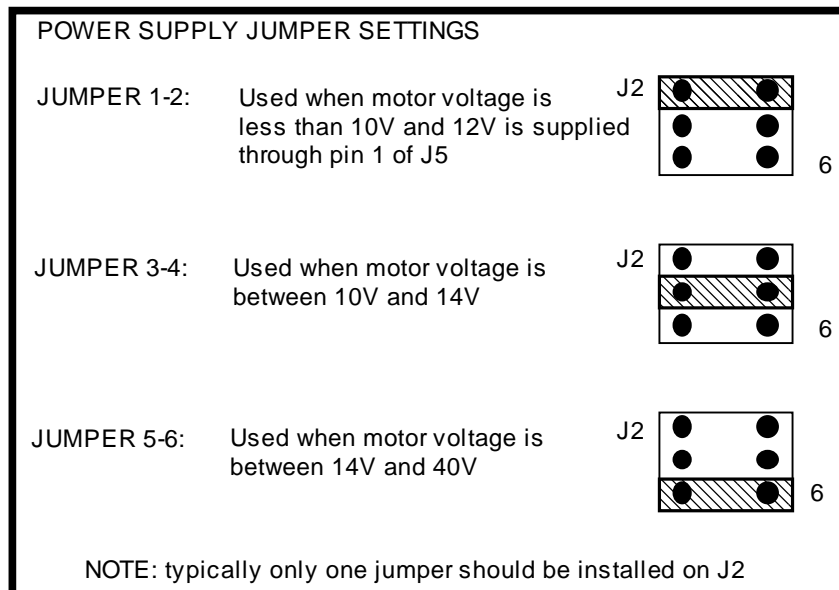 POWER SUPPLY JUMPER SETTINGS
JUMPER 1-2: Used when motor voltage is
less than 10V and 12V is supplied
through pin 1 of J5
J2
6
JUMPER 3-4: Used when motor voltage is
between 10V and 14V
J2
6
JUMPER 5-6: Used when motor voltage is
between 14V and 40V
J2
6
NOTE: typically only one jumper should be installed on J2